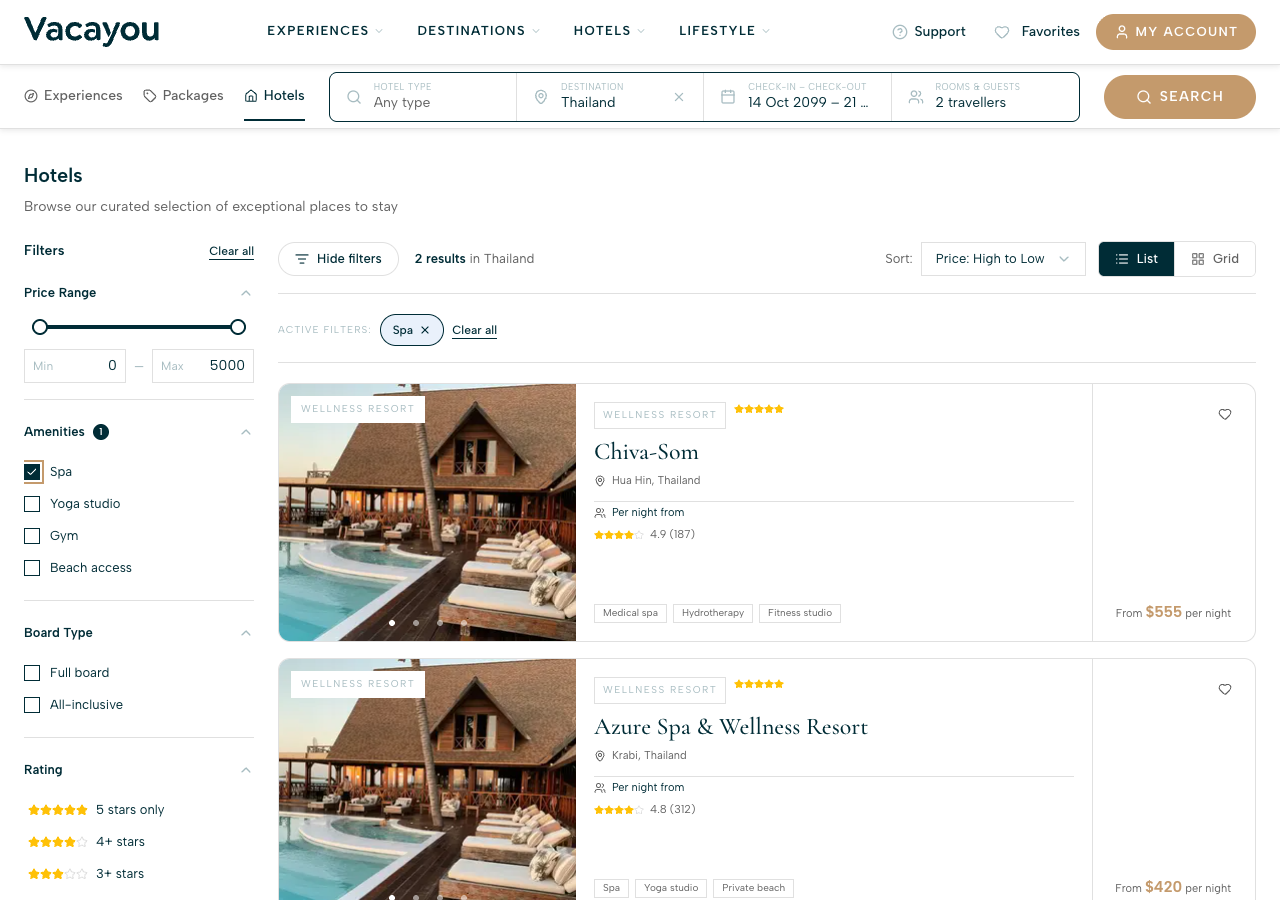 Vacayou
EXPERIENCES
DESTINATIONS
HOTELS
LIFESTYLE
Support
Favorites
MY ACCOUNT
Experiences
Packages
Hotels
HOTEL TYPE
Any type
DESTINATION
Thailand
CHECK-IN – CHECK-OUT
14 Oct 2099 – 21 ...
ROOMS & GUESTS
2 travellers
SEARCH
Hotels
Browse our curated selection of exceptional places to stay
Filters
Clear all
Price Range
Min 0 – Max 5000
Amenities 1
Spa
Yoga studio
Gym
Beach access
Board Type
Full board
All-inclusive
Rating
5 stars only
4+ stars
3+ stars
Hide filters
2 results in Thailand
Sort: Price: High to Low
List
Grid
ACTIVE FILTERS: Spa Clear all
WELLNESS RESORT
WELLNESS RESORT
Chiva-Som
Hua Hin, Thailand
Per night from
4.9 (187)
Medical spa
Hydrotherapy
Fitness studio
From $555 per night
WELLNESS RESORT
WELLNESS RESORT
Azure Spa & Wellness Resort
Krabi, Thailand
Per night from
4.8 (312)
Spa
Yoga studio
Private beach
From $420 per night